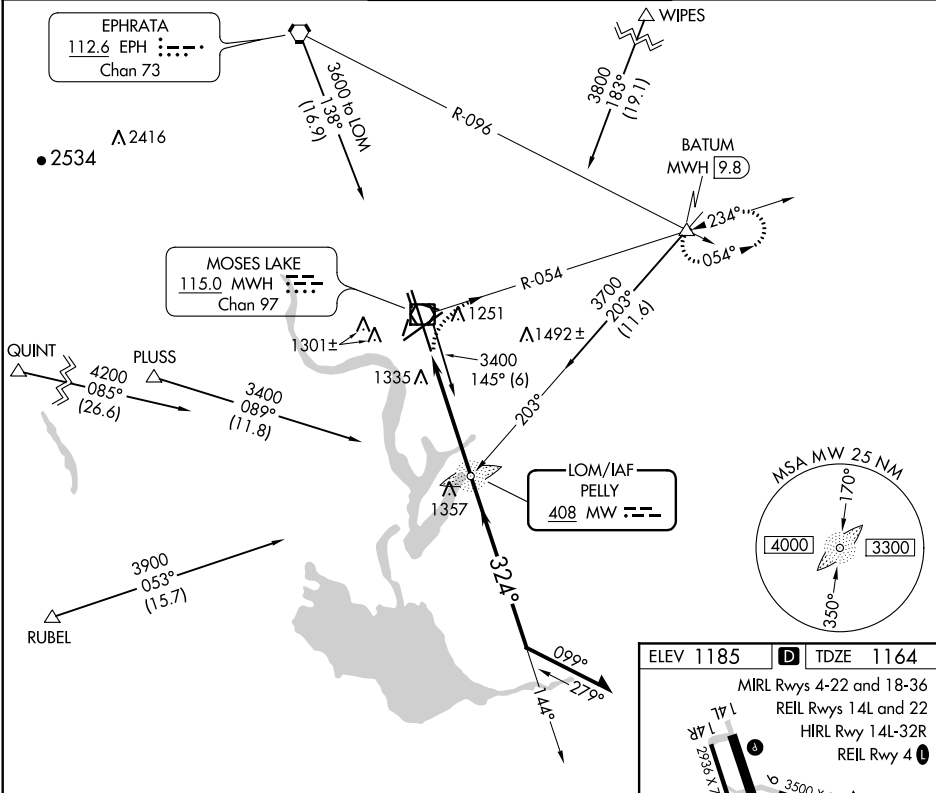 EPHRATA
112.6 EPH
Chan 73
WIPES
3800
183°
(19.1)
3600 to LOM
138°
(16.9)
R-096
2416
2534
BATUM
MWH 9.8
234°
054°
MOSES LAKE
115.0 MWH
Chan 97
R-054
3700
203°
(11.6)
1251
1492±
1301±
3400
145° (6)
1335
QUINT
4200
085°
(26.6)
PLUSS
3400
089°
(11.8)
203°
LOM/IAF
PELLY
408 MW
1357
MSA MW 25 NM
170°
4000
3300
350°
324°
3900
053°
(15.7)
RUBEL
099°
279°
144°
ELEV 1185 D TDZE 1164
MIRL Rwys 4-22 and 18-36
REIL Rwys 14L and 22
HIRL Rwy 14L-32R
REIL Rwy 4 L
14L
14R
P
2936 X 7
9
3500 X